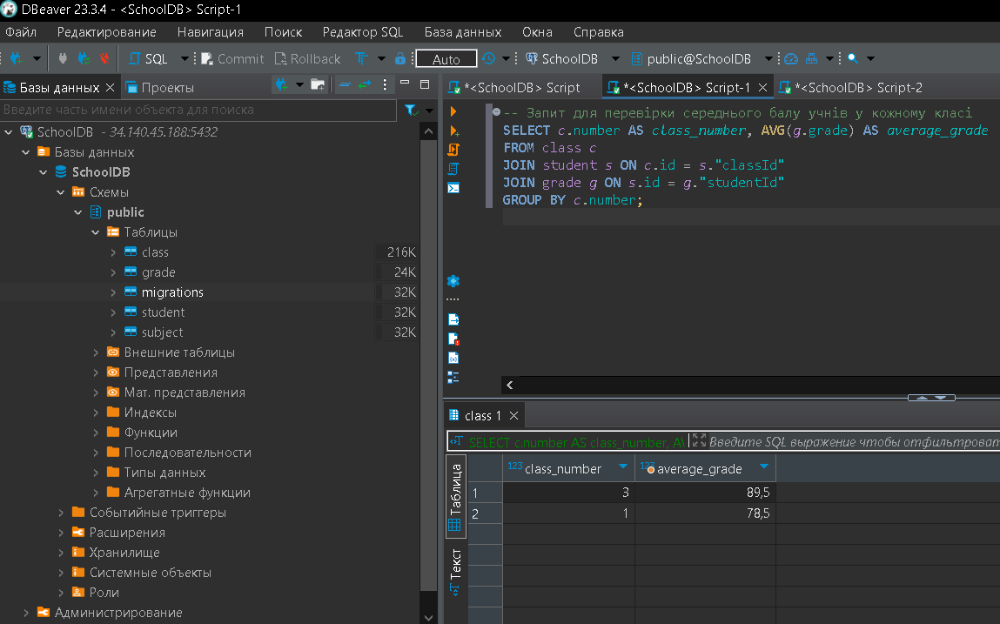 DBeaver 23.3.4 - <SchoolDB> Script-1
Файл Редактирование Навигация Поиск Редактор SQL База данных Окна Справка
SQL Commit Rollback Auto SchoolDB public@SchoolDB
Базы данных Проекты
Введите часть имени объекта для поиска
SchoolDB - 34.140.45.188:5432
Базы данных
SchoolDB
Схемы
public
Таблицы
class 216K
grade 24K
migrations 32K
student 32K
subject 32K
Внешние таблицы
Представления
Мат. представления
Индексы
Функции
Последовательности
Типы данных
Агрегатные функции
Событийные триггеры
Расширения
Хранилище
Системные объекты
Роли
Администрирование
*<SchoolDB> Script *<SchoolDB> Script-1 *<SchoolDB> Script-2
-- Запит для перевірки середнього балу учнів у кожному класі
SELECT c.number AS class_number, AVG(g.grade) AS average_grade
FROM class c
JOIN student s ON c.id = s."classId"
JOIN grade g ON s.id = g."studentId"
GROUP BY c.number;
class 1
SELECT c.number AS class_number, A\ Введите SQL выражение чтобы отфильтроват
Таблица
Текст
123 class_number 123 average_grade
1 3 89,5
2 1 78,5